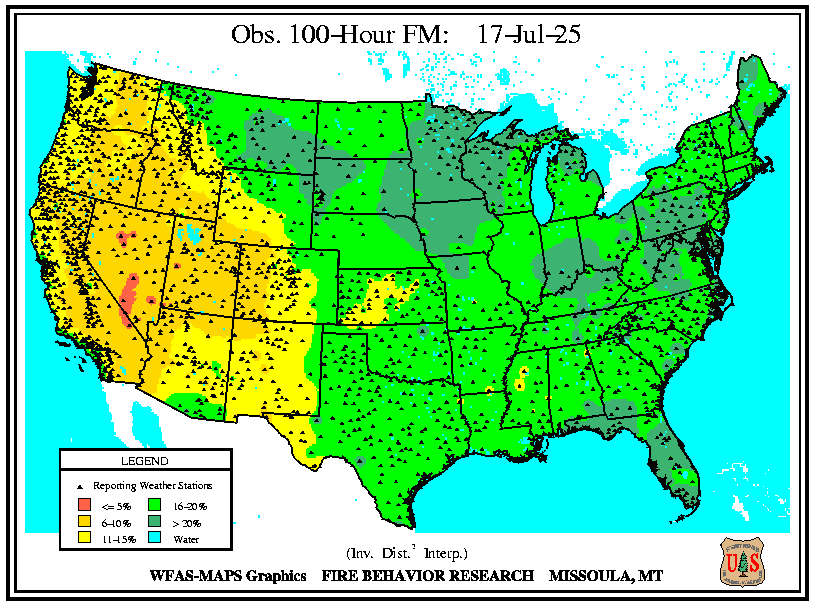 Obs. 100-Hour FM: 17-Jul-25
LEGEND
Reporting Weather Stations
<= 5%
16-20%
6-10%
> 20%
11-15%
Water
(Inv. Dist.² Interp.)
WFAS-MAPS Graphics FIRE BEHAVIOR RESEARCH MISSOULA, MT
U S